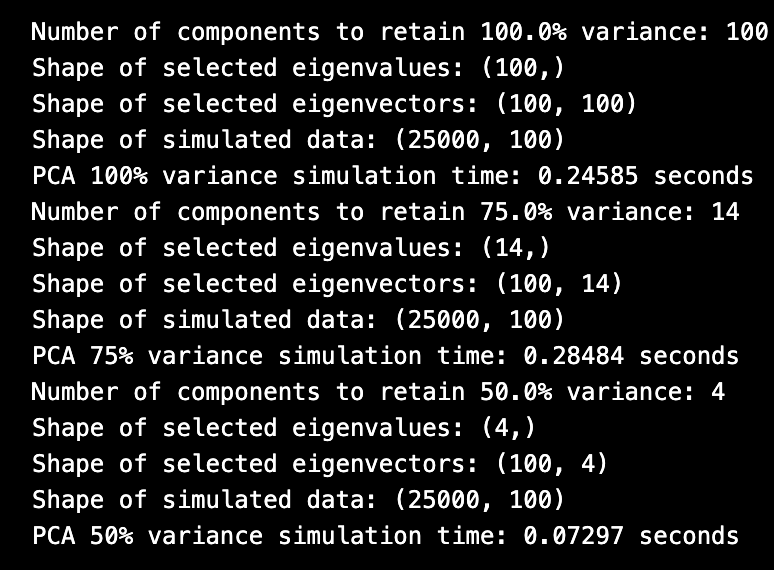 Number of components to retain 100.0% variance: 100
Shape of selected eigenvalues: (100,)
Shape of selected eigenvectors: (100, 100)
Shape of simulated data: (25000, 100)
PCA 100% variance simulation time: 0.24585 seconds
Number of components to retain 75.0% variance: 14
Shape of selected eigenvalues: (14,)
Shape of selected eigenvectors: (100, 14)
Shape of simulated data: (25000, 100)
PCA 75% variance simulation time: 0.28484 seconds
Number of components to retain 50.0% variance: 4
Shape of selected eigenvalues: (4,)
Shape of selected eigenvectors: (100, 4)
Shape of simulated data: (25000, 100)
PCA 50% variance simulation time: 0.07297 seconds